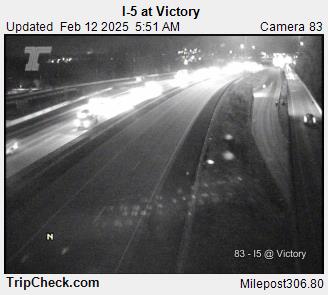 I-5 at Victory
Updated  Feb 12 2025  5:51 AM
Camera 83
T
N
83 - I5 @ Victory
TripCheck.com
Milepost306.80